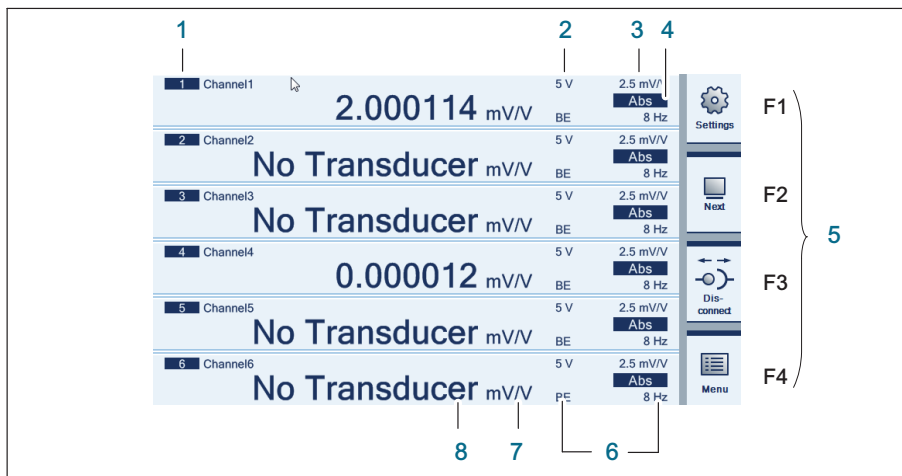 1 2 3 4
1 Channel1 5 V 2.5 mV/V
2.000114 mV/V Abs
BE 8 Hz
Settings F1
2 Channel2 5 V 2.5 mV/V
No Transducer mV/V Abs
BE 8 Hz
3 Channel3 5 V 2.5 mV/V
No Transducer mV/V Abs
BE 8 Hz
Next F2
5
4 Channel4 5 V 2.5 mV/V
0.000012 mV/V Abs
BE 8 Hz
Dis-
connect
F3
5 Channel5 5 V 2.5 mV/V
No Transducer mV/V Abs
BE 8 Hz
6 Channel6 5 V 2.5 mV/V
No Transducer mV/V Abs
8 Hz
Menu F4
8 7 6